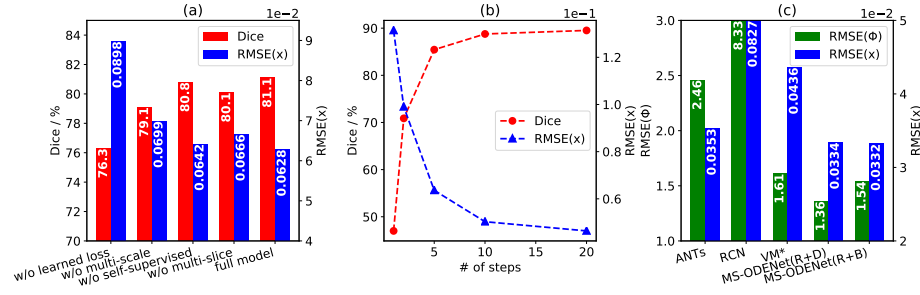 (a)
1e−2
Dice / %
84
82
80
78
76
74
72
70
Dice
RMSE(x)
76.3
0.0898
79.1
0.0699
80.8
0.0642
80.1
0.0666
81.1
0.0628
9
8
7
6
5
4
RMSE(x)
w/o learned loss
w/o multi-scale
w/o self-supervised
w/o multi-slice
full model
(b)
1e−1
Dice / %
90
80
70
60
50
Dice
RMSE(x)
1.2
1.0
0.8
0.6
RMSE(x)
5
10
15
20
# of steps
(c)
1e−2
RMSE(Φ)
3.0
2.5
2.0
1.5
1.0
RMSE(Φ)
RMSE(x)
2.46
0.0353
8.33
0.0827
1.61
0.0436
1.36
0.0334
1.54
0.0332
5
4
3
2
RMSE(x)
ANTs
RCN
VM*
MS-ODENet(R+D)
MS-ODENet(R+B)